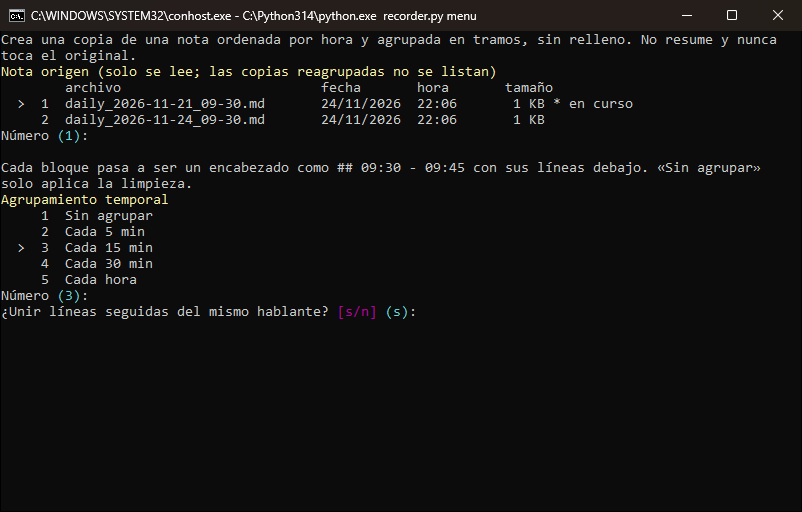 C:\WINDOWS\SYSTEM32\conhost.exe - C:\Python314\python.exe  recorder.py menu
Crea una copia de una nota ordenada por hora y agrupada en tramos, sin relleno. No resume y nunca
toca el original.
Nota origen (solo se lee; las copias reagrupadas no se listan)
        archivo                         fecha       hora       tamaño
  >  1  daily_2026-11-21_09-30.md       24/11/2026  22:06       1 KB * en curso
     2  daily_2026-11-24_09-30.md       24/11/2026  22:06       1 KB
Número (1):
Cada bloque pasa a ser un encabezado como ## 09:30 - 09:45 con sus líneas debajo. «Sin agrupar»
solo aplica la limpieza.
Agrupamiento temporal
     1  Sin agrupar
     2  Cada 5 min
  >  3  Cada 15 min
     4  Cada 30 min
     5  Cada hora
Número (3):
¿Unir líneas seguidas del mismo hablante? [s/n] (s):